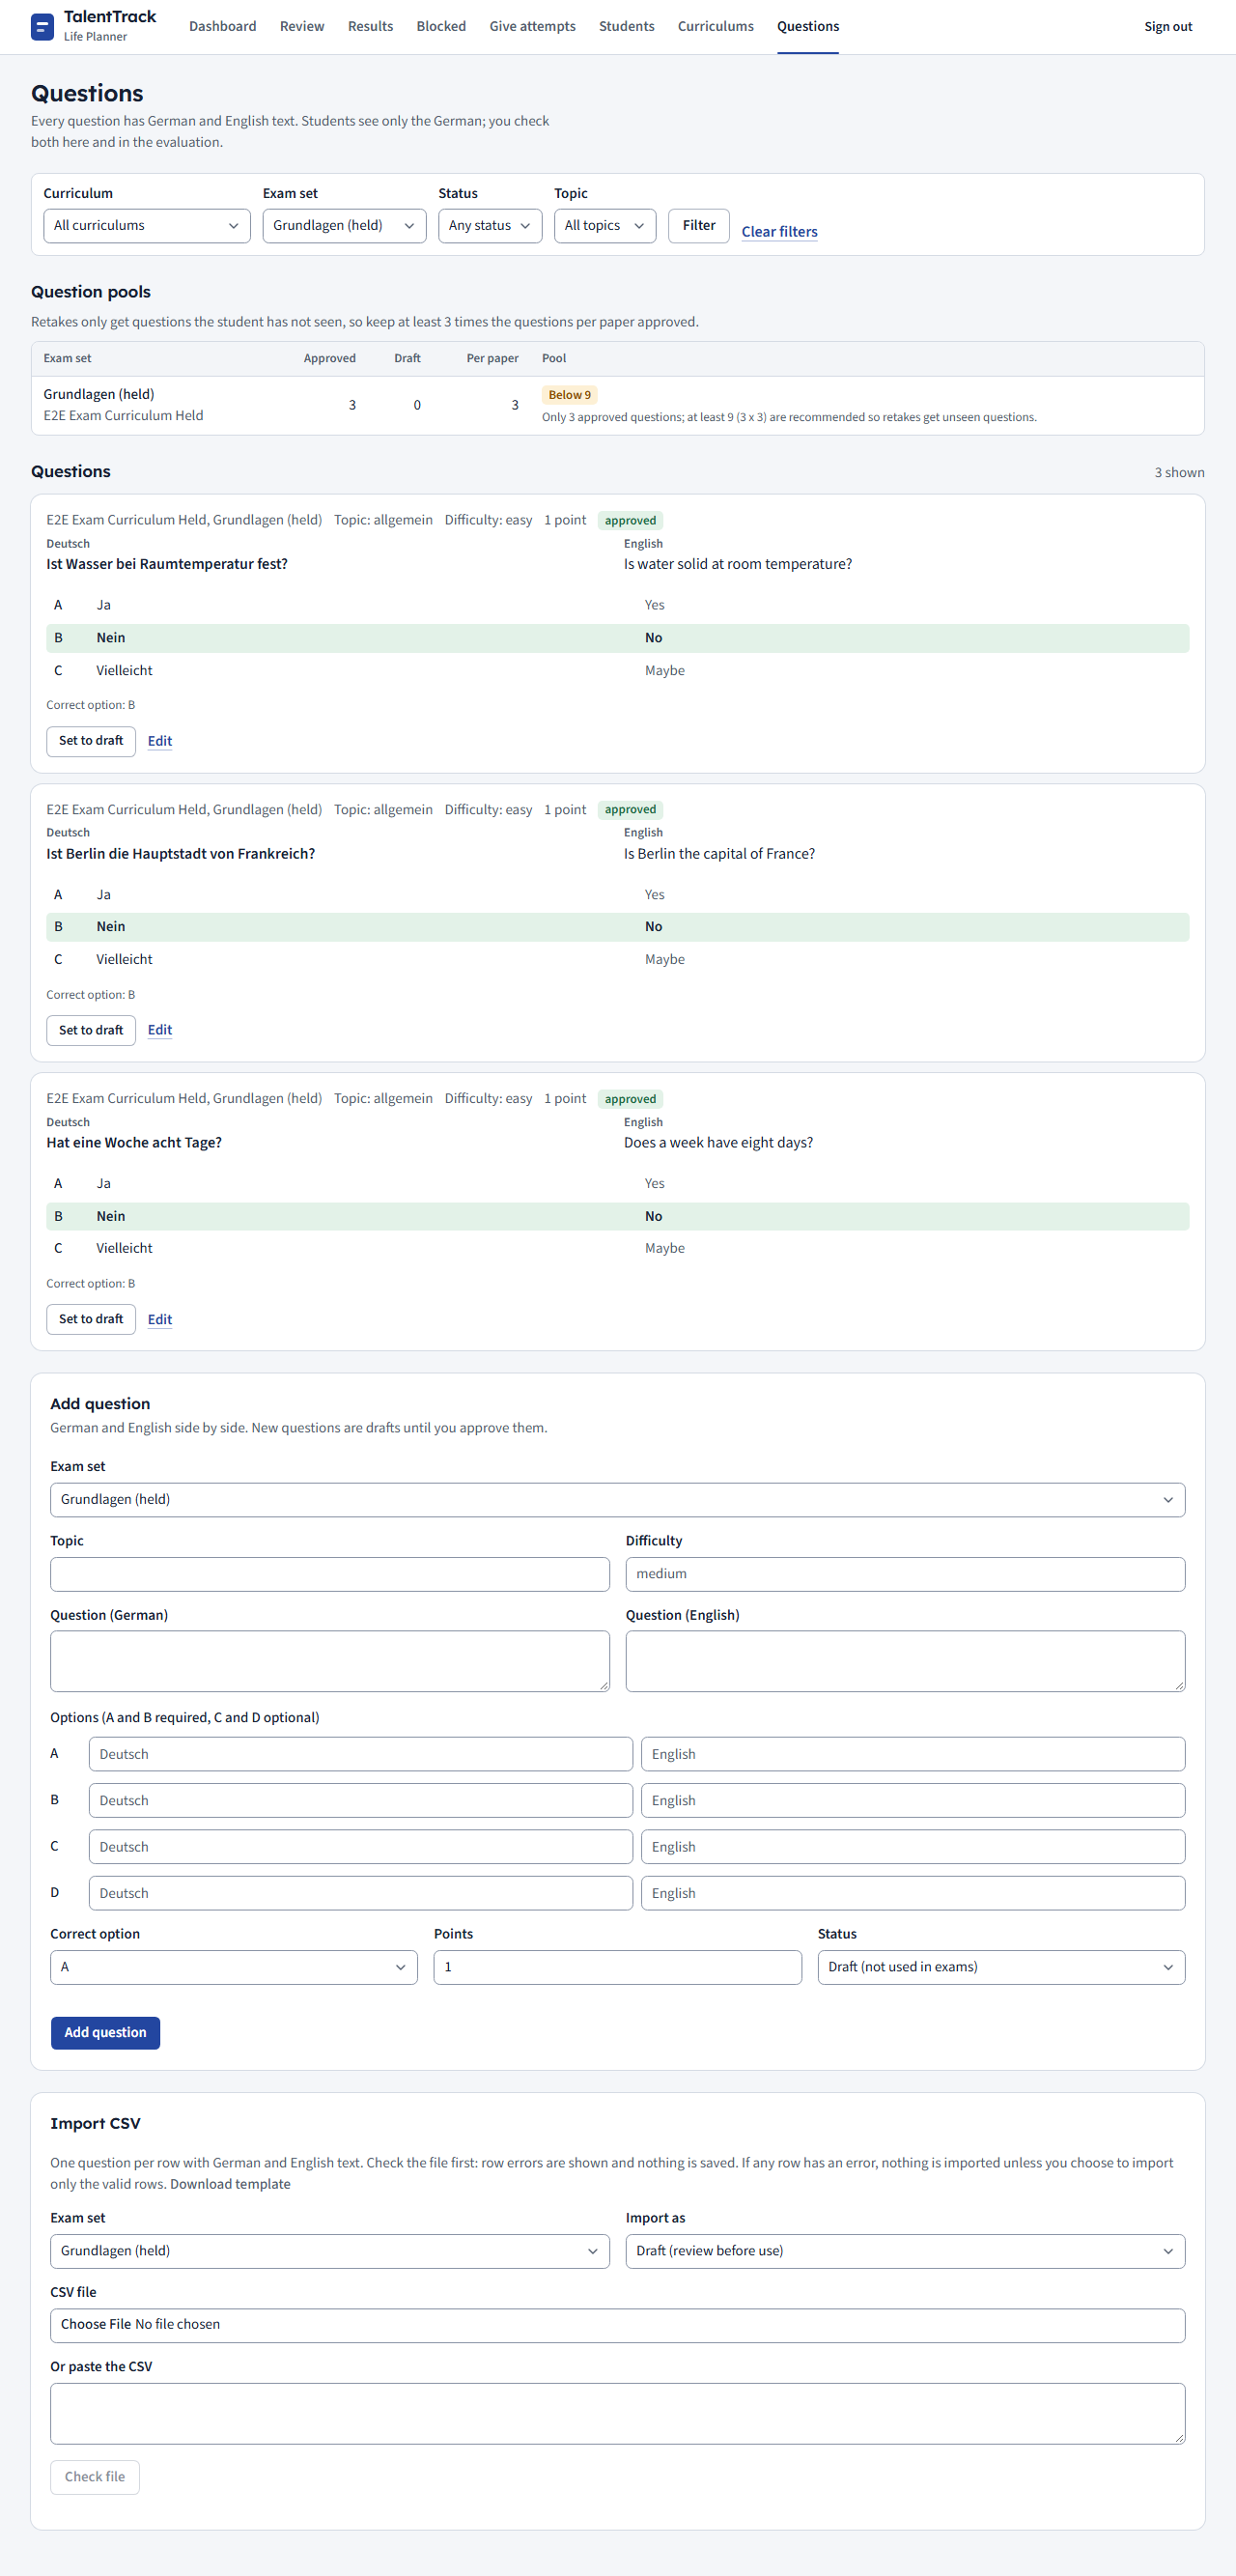 TalentTrack
Life Planner
Dashboard Review Results Blocked Give attempts Students Curriculums Questions Sign out
Questions
Every question has German and English text. Students see only the German; you check
both here and in the evaluation.
Curriculum Exam set Status Topic
All curriculums Grundlagen (held) Any status All topics Filter Clear filters
Question pools
Retakes only get questions the student has not seen, so keep at least 3 times the questions per paper approved.
Exam set Approved Draft Per paper Pool
Grundlagen (held) 3 0 3 Below 9
E2E Exam Curriculum Held Only 3 approved questions; at least 9 (3 x 3) are recommended so retakes get unseen questions.
Questions 3 shown
E2E Exam Curriculum Held, Grundlagen (held) Topic: allgemein Difficulty: easy 1 point approved
Deutsch English
Ist Wasser bei Raumtemperatur fest? Is water solid at room temperature?
A Ja Yes
B Nein No
C Vielleicht Maybe
Correct option: B
Set to draft Edit
E2E Exam Curriculum Held, Grundlagen (held) Topic: allgemein Difficulty: easy 1 point approved
Deutsch English
Ist Berlin die Hauptstadt von Frankreich? Is Berlin the capital of France?
A Ja Yes
B Nein No
C Vielleicht Maybe
Correct option: B
Set to draft Edit
E2E Exam Curriculum Held, Grundlagen (held) Topic: allgemein Difficulty: easy 1 point approved
Deutsch English
Hat eine Woche acht Tage? Does a week have eight days?
A Ja Yes
B Nein No
C Vielleicht Maybe
Correct option: B
Set to draft Edit
Add question
German and English side by side. New questions are drafts until you approve them.
Exam set
Grundlagen (held)
Topic Difficulty
medium
Question (German) Question (English)
Options (A and B required, C and D optional)
A Deutsch English
B Deutsch English
C Deutsch English
D Deutsch English
Correct option Points Status
A 1 Draft (not used in exams)
Add question
Import CSV
One question per row with German and English text. Check the file first: row errors are shown and nothing is saved. If any row has an error, nothing is imported unless you choose to import
only the valid rows. Download template
Exam set Import as
Grundlagen (held) Draft (review before use)
CSV file
Choose File No file chosen
Or paste the CSV
Check file